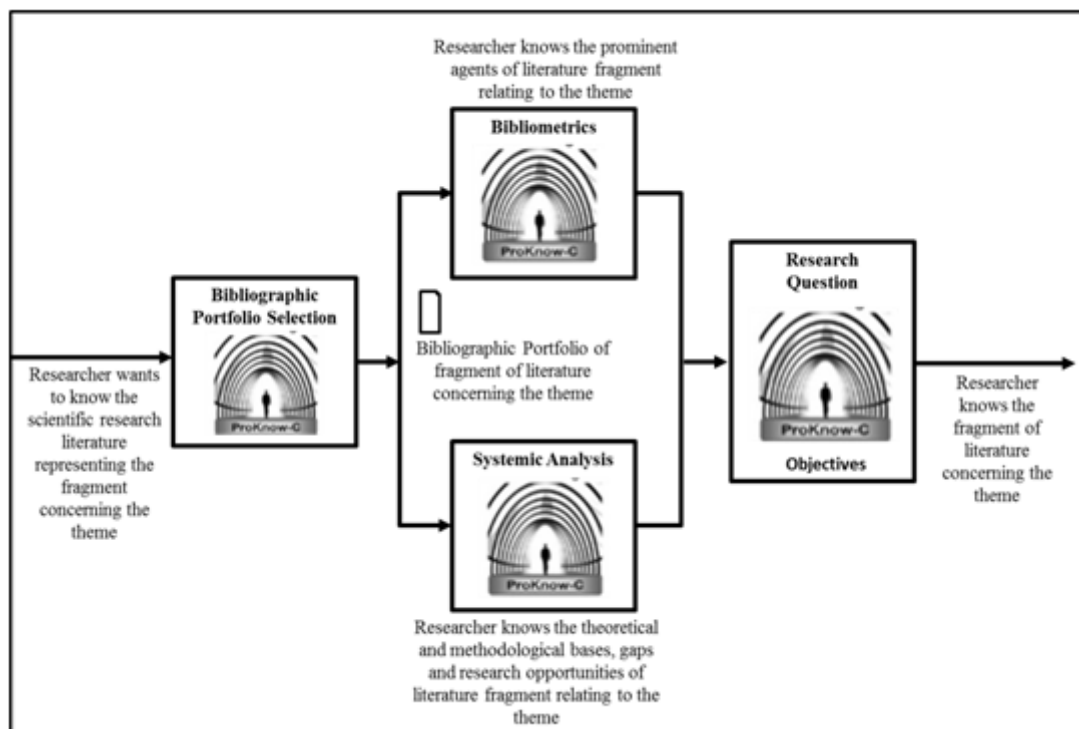 Researcher knows the prominent
agents of literature fragment
relating to the theme
Bibliometrics
ProKnow-C
Bibliographic
Portfolio Selection
ProKnow-C
Researcher wants
to know the
scientific research
literature
representing the
fragment
concerning the
theme
Bibliographic Portfolio of
fragment of literature
concerning the theme
Systemic Analysis
ProKnow-C
Researcher knows the theoretical
and methodological bases, gaps
and research opportunities of
literature fragment relating to the
theme
Research
Question
ProKnow-C
Objectives
Researcher
knows the
fragment of
literature
concerning the
theme